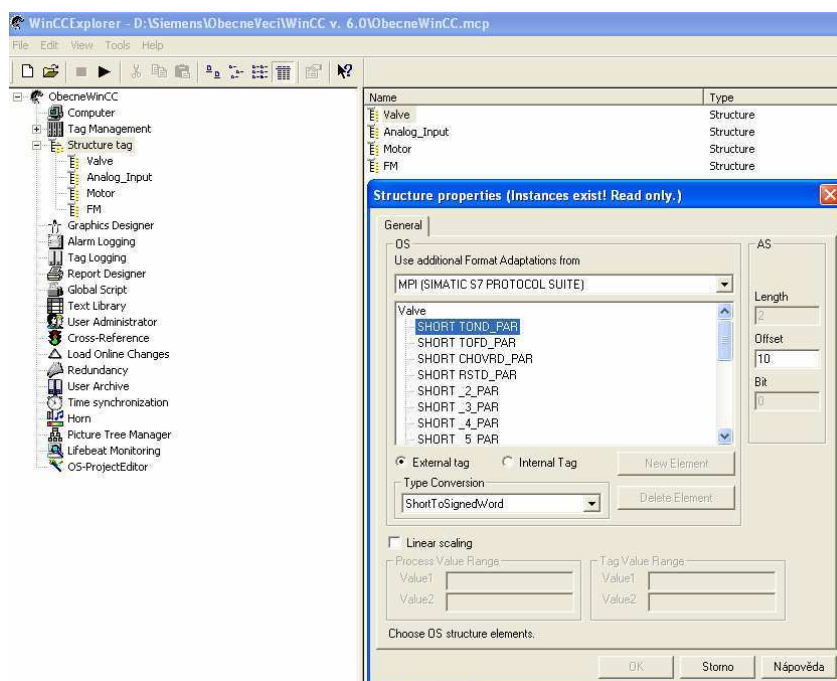 WinCCExplorer - D:\Siemens\ObecneVeci\WinCC v. 6.0\ObecneWinCC.mcp
File Edit View Tools Help
ObecneWinCC
Computer
Tag Management
Structure tag
Valve
Analog_Input
Motor
FM
Graphics Designer
Alarm Logging
Tag Logging
Report Designer
Global Script
Text Library
User Administrator
Cross-Reference
Load Online Changes
Redundancy
User Archive
Time synchronization
Horn
Picture Tree Manager
Lifebeat Monitoring
OS-ProjectEditor
Name Type
Valve Structure
Analog_Input Structure
Motor Structure
FM Structure
Structure properties (Instances exist! Read only.)
General
OS
Use additional Format Adaptations from
MPI (SIMATIC S7 PROTOCOL SUITE)
Valve
SHORT TOND_PAR
SHORT TOFD_PAR
SHORT CHOVRD_PAR
SHORT RSTD_PAR
SHORT _2_PAR
SHORT _3_PAR
SHORT _4_PAR
SHORT _5_PAR
External tag Internal Tag
New Element
Type Conversion
ShortToSignedWord
Delete Element
AS
Length
2
Offset
10
Bit
0
Linear scaling
Process Value Range Tag Value Range
Value1 Value1
Value2 Value2
Choose OS structure elements.
OK Storno Nápověda